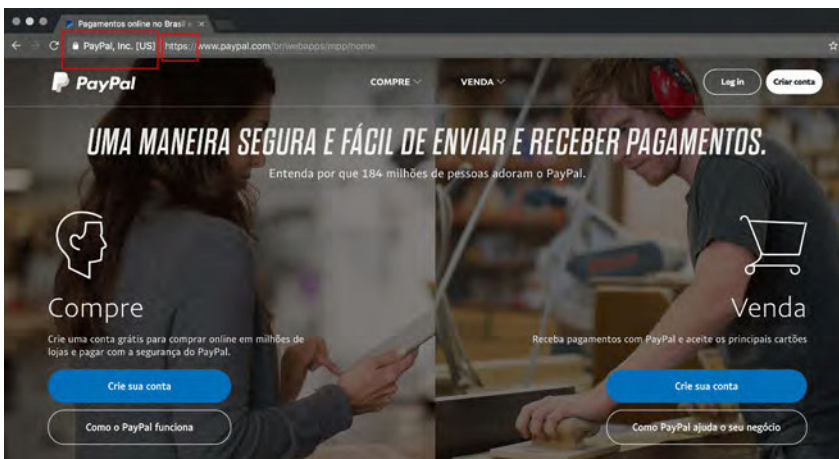 Pagamentos online no Brasil e
PayPal, Inc. [US] https://www.paypal.com/br/webapps/mpp/home
PayPal
COMPRE
VENDA
Log in
Criar conta
UMA MANEIRA SEGURA E FÁCIL DE ENVIAR E RECEBER PAGAMENTOS.
Entenda por que 184 milhões de pessoas adoram o PayPal.
Compre
Crie uma conta grátis para comprar online em milhões de
lojas e pagar com a segurança do PayPal.
Crie sua conta
Como o PayPal funciona
Venda
Receba pagamentos com PayPal e aceite os principais cartões
Crie sua conta
Como PayPal ajuda o seu negócio